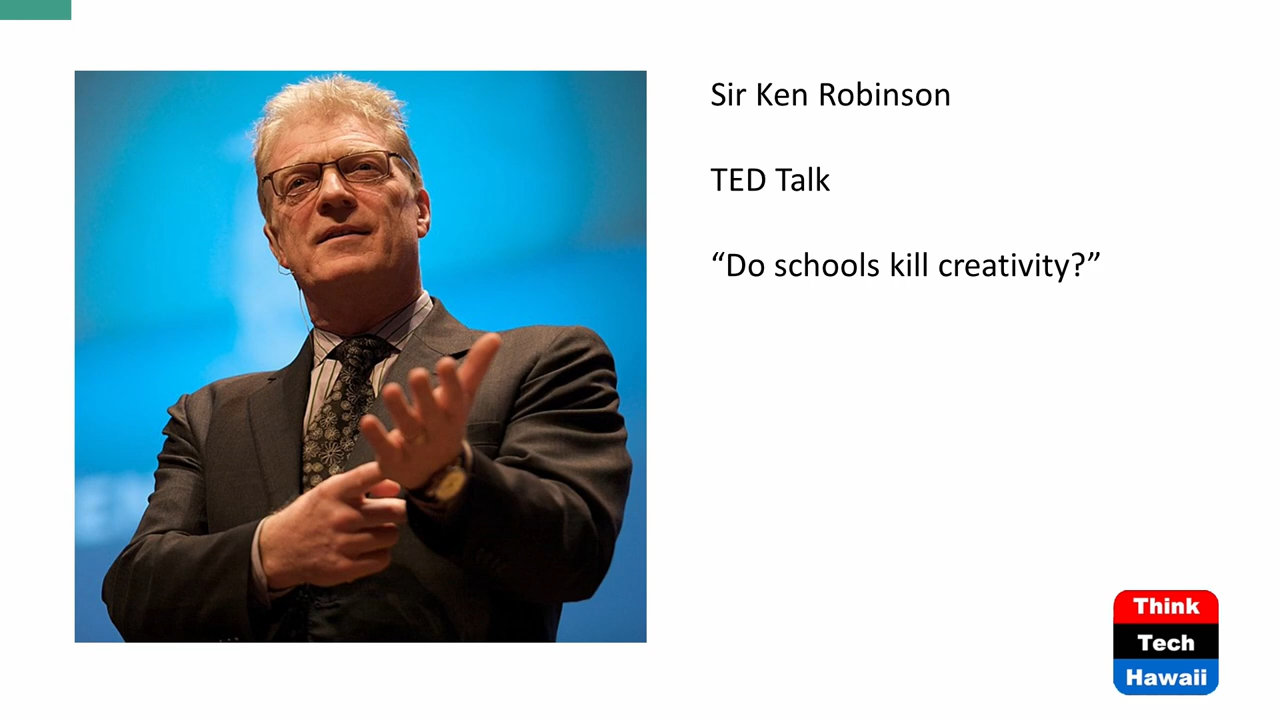 Sir Ken Robinson
TED Talk
“Do schools kill creativity?”
Think
Tech
Hawaii